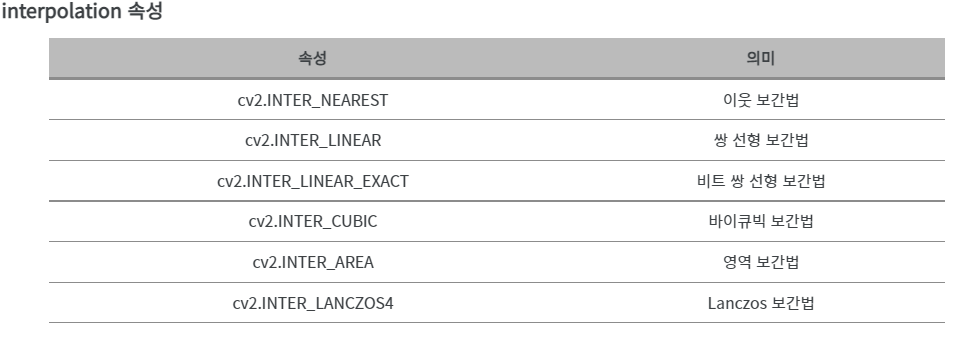 interpolation 속성
속성 의미
cv2.INTER_NEAREST 이웃 보간법
cv2.INTER_LINEAR 쌍 선형 보간법
cv2.INTER_LINEAR_EXACT 비트 쌍 선형 보간법
cv2.INTER_CUBIC 바이큐빅 보간법
cv2.INTER_AREA 영역 보간법
cv2.INTER_LANCZOS4 Lanczos 보간법